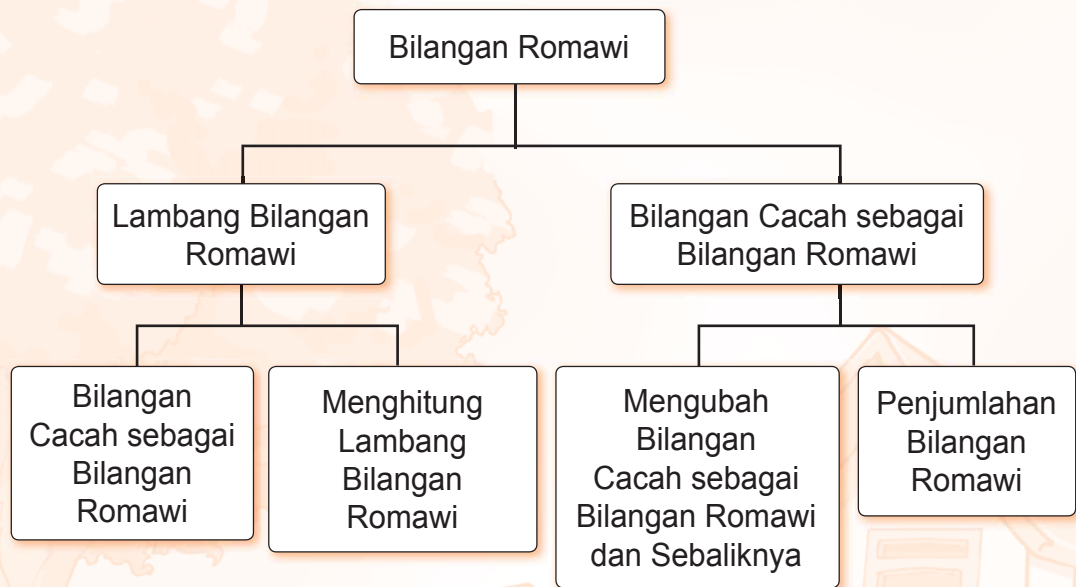 Bilangan Romawi
Lambang Bilangan
Romawi
Bilangan Cacah sebagai
Bilangan Romawi
Bilangan
Cacah sebagai
Bilangan
Romawi
Menghitung
Lambang
Bilangan
Romawi
Mengubah
Bilangan
Cacah sebagai
Bilangan Romawi
dan Sebaliknya
Penjumlahan
Bilangan
Romawi